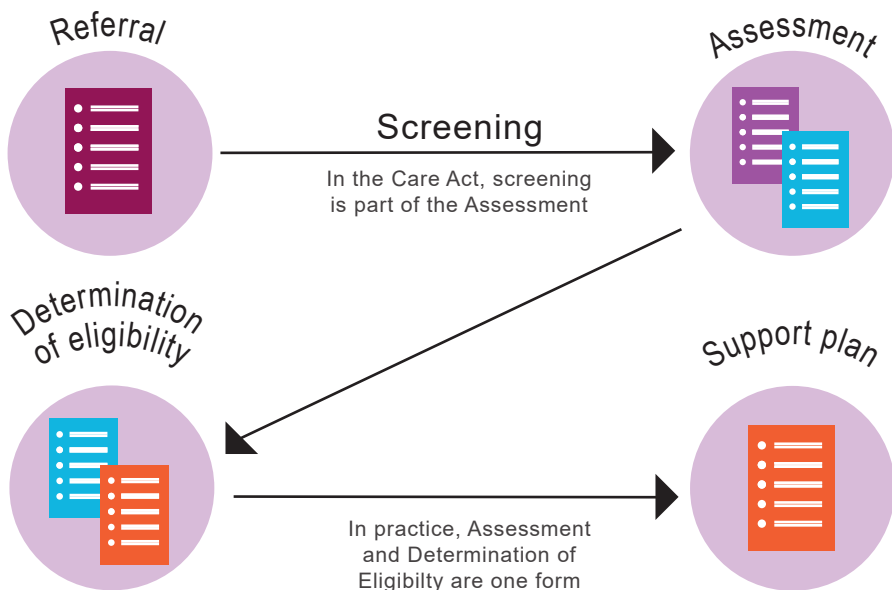 Referral
Assessment
Screening
In the Care Act, screening
is part of the Assessment
Determination
of eligibility
Support plan
In practice, Assessment
and Determination of
Eligibilty are one form